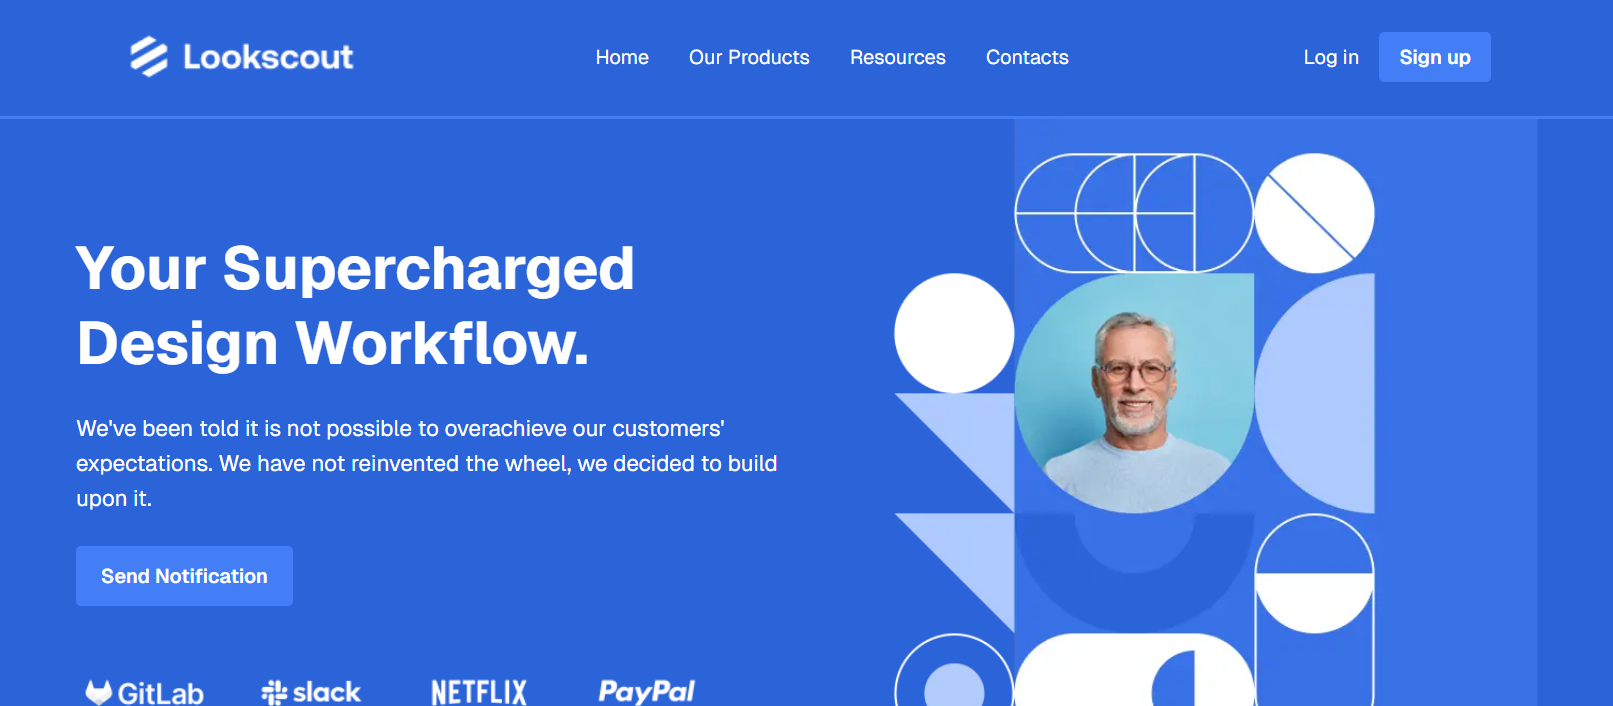 Lookscout
Home
Our Products
Resources
Contacts
Log in
Sign up
Your Supercharged
Design Workflow.
We've been told it is not possible to overachieve our customers'
expectations. We have not reinvented the wheel, we decided to build
upon it.
Send Notification
GitLab
slack
NETFLIX
PayPal